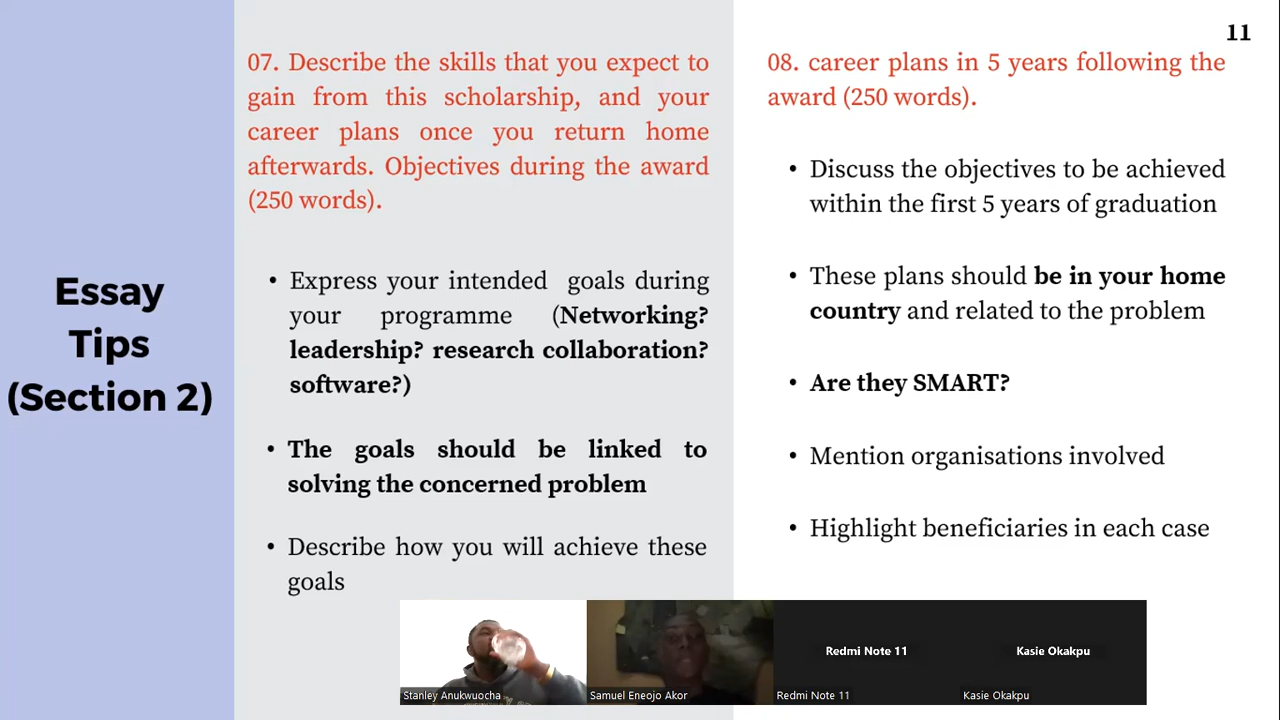 11
Essay
Tips
(Section 2)
07. Describe the skills that you expect to
gain from this scholarship, and your
career plans once you return home
afterwards. Objectives during the award
(250 words).
• Express your intended goals during
your programme (Networking?
leadership? research collaboration?
software?)
• The goals should be linked to
solving the concerned problem
• Describe how you will achieve these
goals
08. career plans in 5 years following the
award (250 words).
• Discuss the objectives to be achieved
within the first 5 years of graduation
• These plans should be in your home
country and related to the problem
• Are they SMART?
• Mention organisations involved
• Highlight beneficiaries in each case
Redmi Note 11
Kasie Okakpu
Stanley Anukwuocha
Samuel Eneojo Akor
Redmi Note 11
Kasie Okakpu